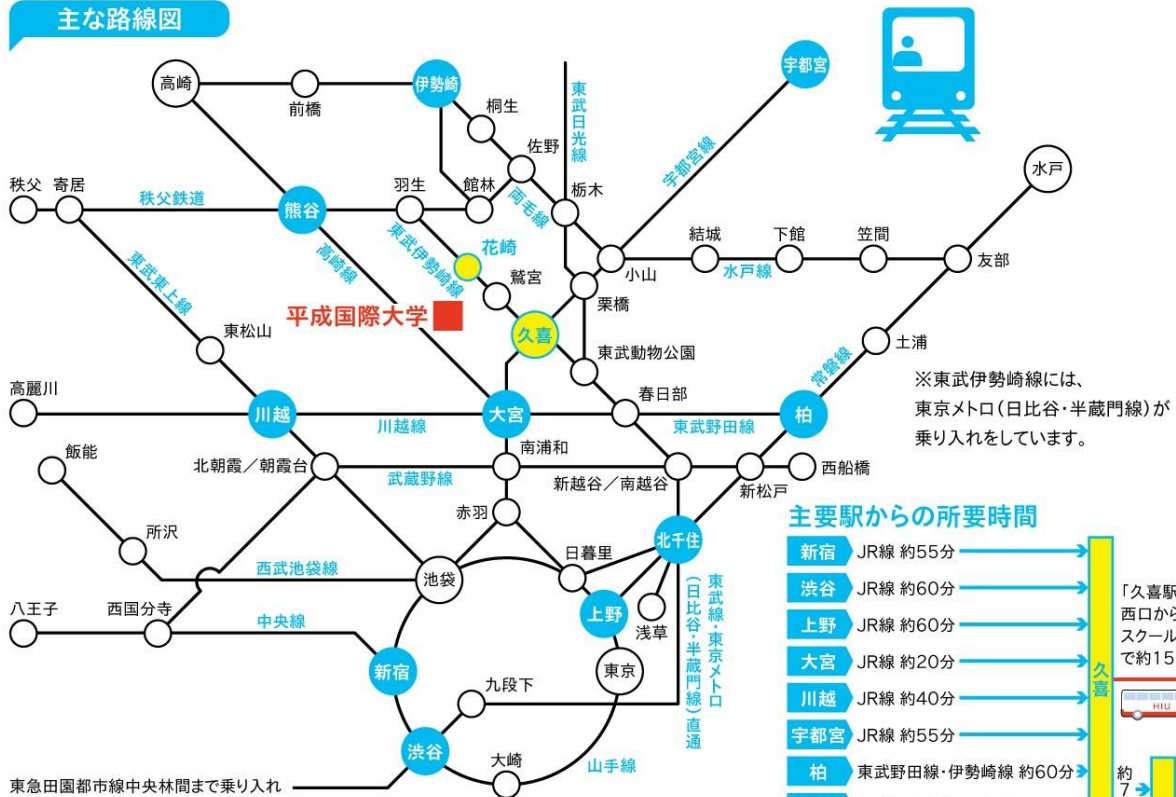 主な路線図
宇都宮
高崎
伊勢崎
前橋
桐生
東武日光線
佐野
宇都宮線
水戸
秩父
寄居
秩父鉄道
熊谷
羽生
館林
両毛線
栃木
東武伊勢崎線
花崎
小山
結城
下館
笠間
水戸線
友部
高崎線
鷲宮
栗橋
東武東上線
平成国際大学
久喜
東松山
東武動物公園
土浦
常磐線
※東武伊勢崎線には、
東京メトロ(日比谷・半蔵門線)が
乗り入れをしています。
高麗川
川越
川越線
大宮
春日部
東武野田線
柏
飯能
北朝霞／朝霞台
武蔵野線
南浦和
新越谷／南越谷
新松戸
西船橋
所沢
赤羽
北千住
西武池袋線
池袋
日暮里
八王子
西国分寺
中央線
上野
浅草
東武線・東京メトロ
(日比谷・半蔵門線)直通
新宿
東京
九段下
渋谷
大崎
山手線
東急田園都市線中央林間まで乗り入れ
主要駅からの所要時間
新宿 JR線 約55分
渋谷 JR線 約60分
上野 JR線 約60分
大宮 JR線 約20分
川越 JR線 約40分
宇都宮 JR線 約55分
柏 東武野田線・伊勢崎線 約60分
久喜
「久喜駅
西口から
スクール
で約15
HIU
約
7